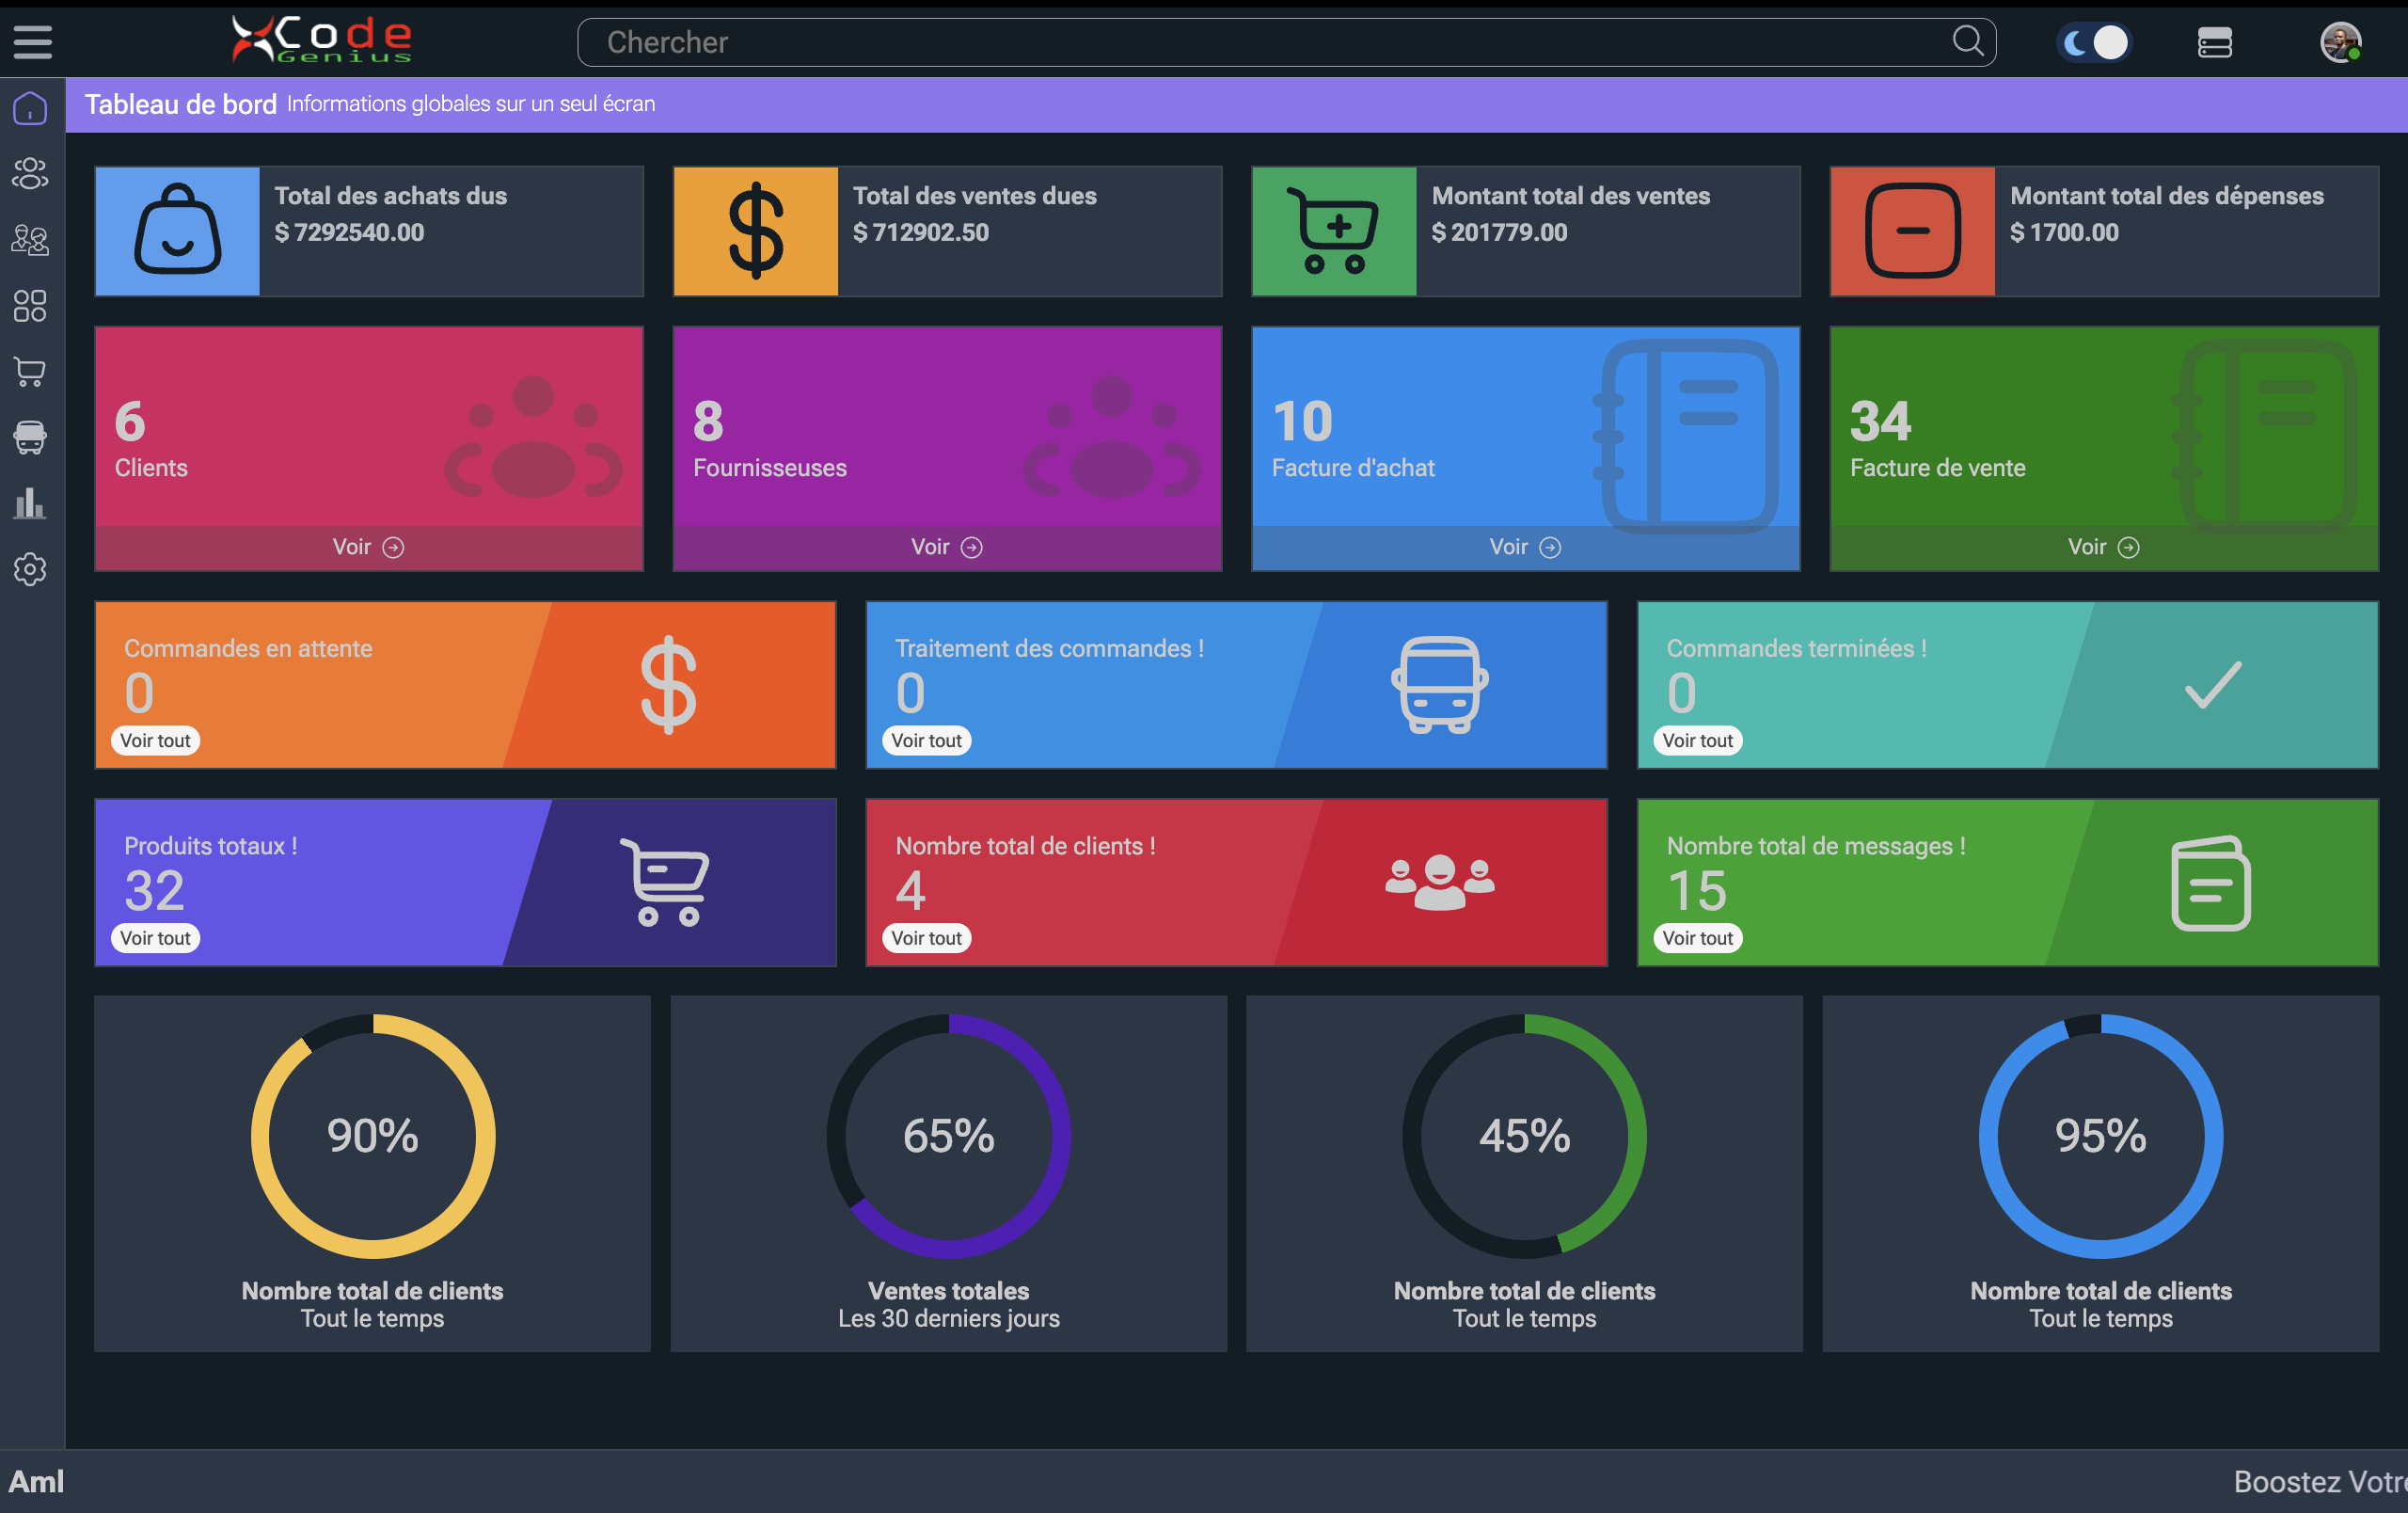 Code
Genius
Chercher
Tableau de bord Informations globales sur un seul écran
Total des achats dus
$ 7292540.00
Total des ventes dues
$ 712902.50
Montant total des ventes
$ 201779.00
Montant total des dépenses
$ 1700.00
6
Clients
Voir
8
Fournisseuses
Voir
10
Facture d'achat
Voir
34
Facture de vente
Voir
Commandes en attente
0
Voir tout
Traitement des commandes !
0
Voir tout
Commandes terminées !
0
Voir tout
Produits totaux !
32
Voir tout
Nombre total de clients !
4
Voir tout
Nombre total de messages !
15
Voir tout
90%
Nombre total de clients
Tout le temps
65%
Ventes totales
Les 30 derniers jours
45%
Nombre total de clients
Tout le temps
95%
Nombre total de clients
Tout le temps
Aml
Boostez